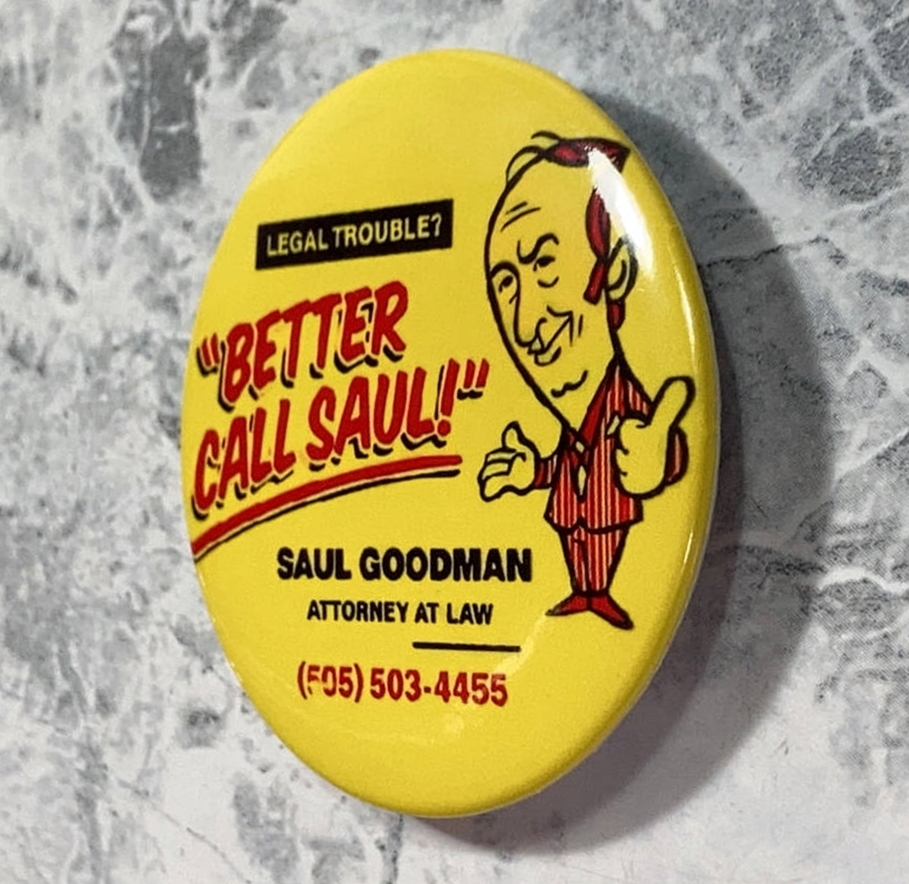 LEGAL TROUBLE?
"BETTER
CALL SAUL!"
SAUL GOODMAN
ATTORNEY AT LAW
(505) 503-4455